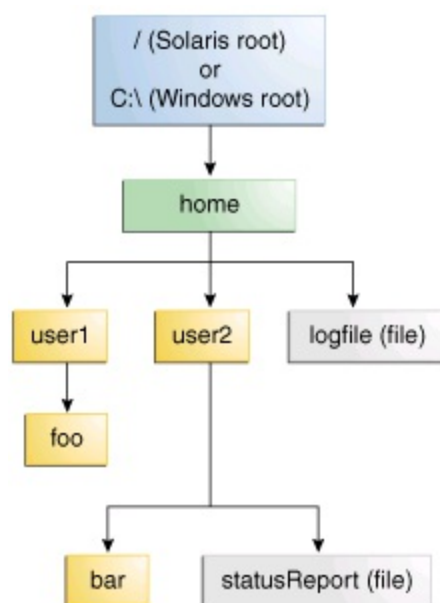 / (Solaris root)
or
C:\ (Windows root)
home
user1
user2
logfile (file)
foo
bar
statusReport (file)